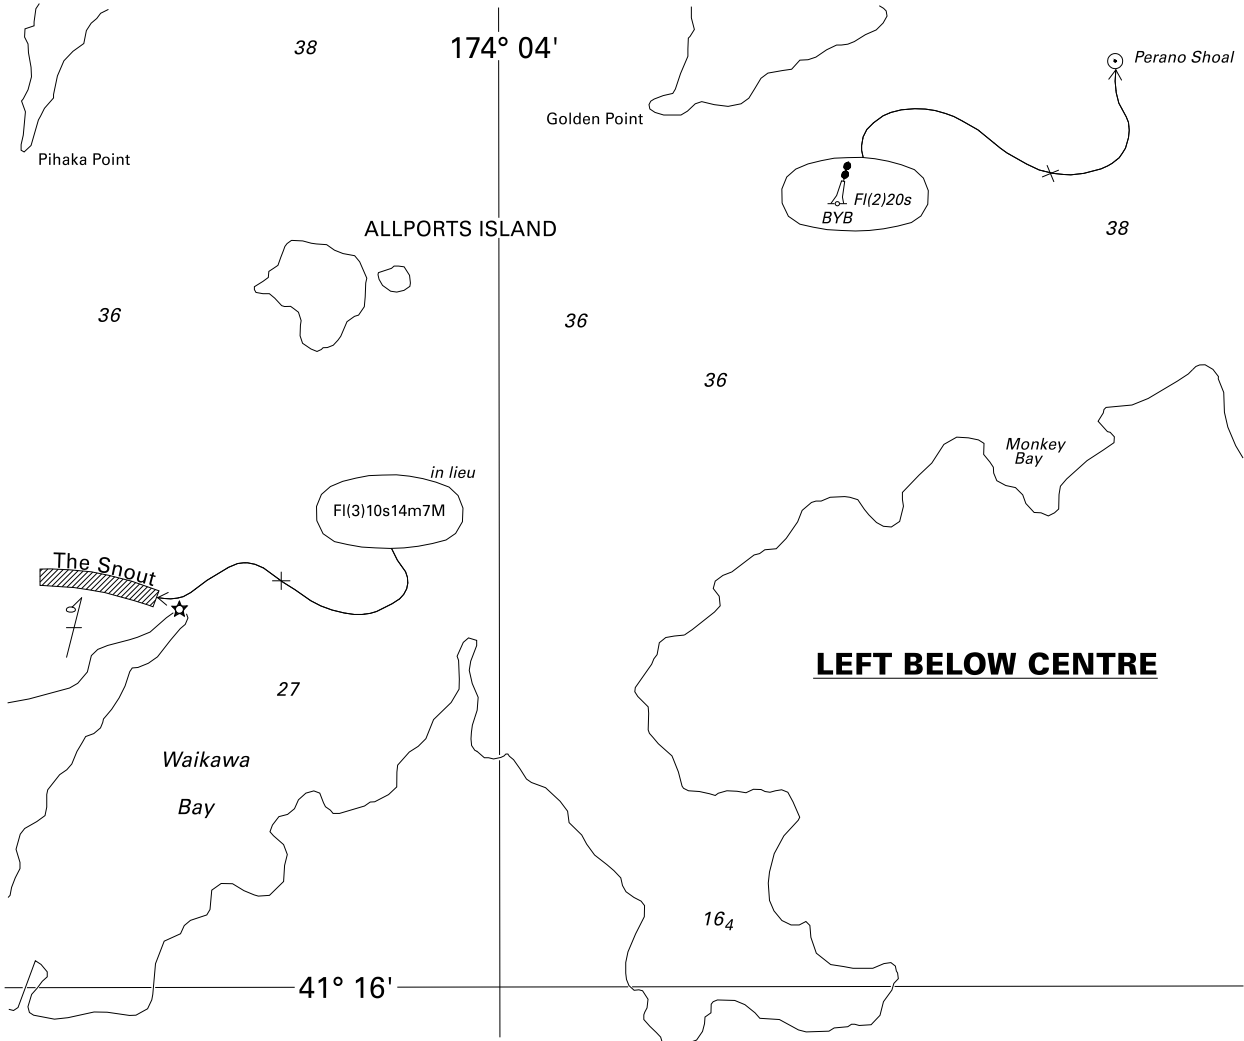 38
174° 04'
Perano Shoal
Golden Point
Pihaka Point
Fl(2)20s
BYB
ALLPORTS ISLAND
38
36
36
36
Monkey
Bay
in lieu
Fl(3)10s14m7M
The Snout
LEFT BELOW CENTRE
27
Waikawa
Bay
16₄
41° 16'